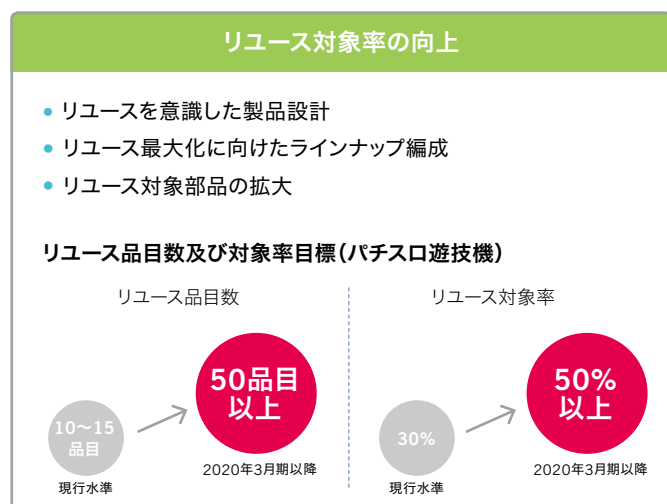 リユース対象率の向上
• リユースを意識した製品設計
• リユース最大化に向けたラインナップ編成
• リユース対象部品の拡大
リユース品目数及び対象率目標(パチスロ遊技機)
リユース品目数
10〜15
品目
現行水準
50品目
以上
2020年3月期以降
リユース対象率
30%
現行水準
50%
以上
2020年3月期以降